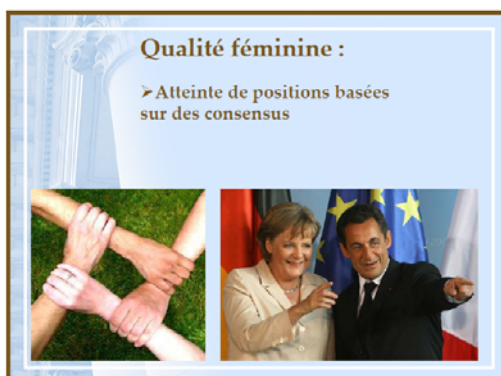 Qualité féminine :
➢Atteinte de positions basées
sur des consensus